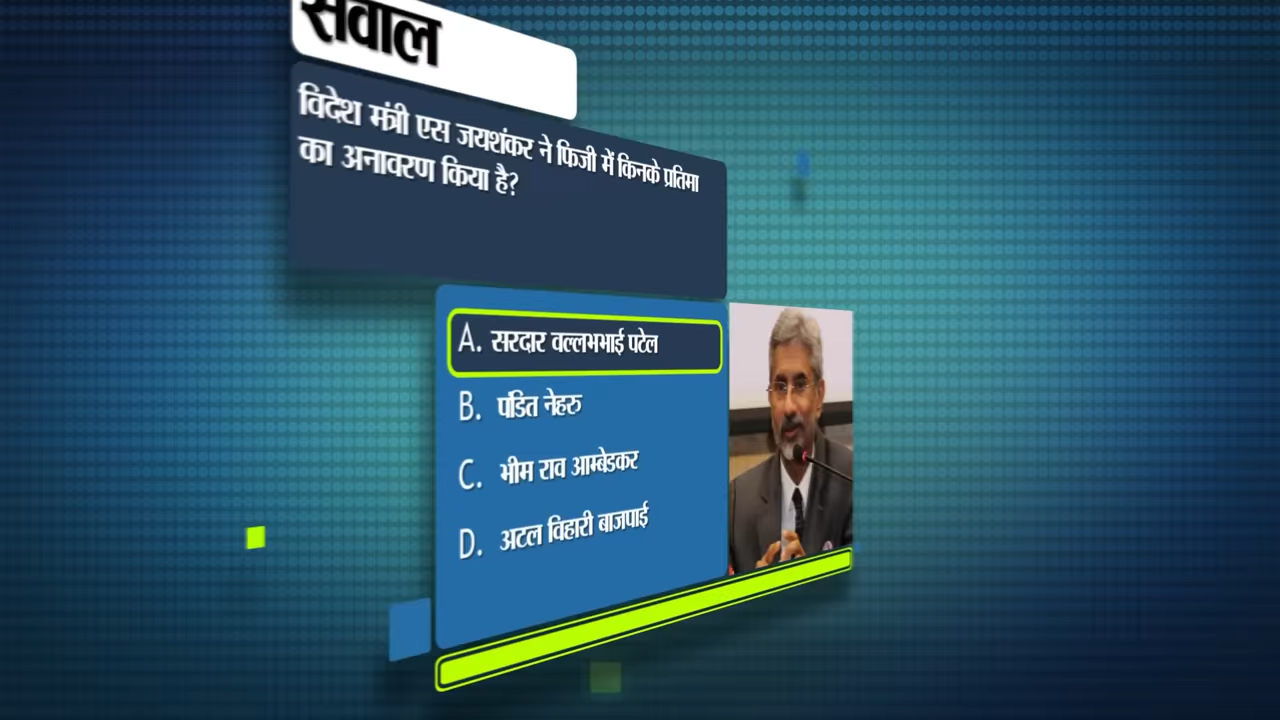 सवाल
विदेश मंत्री एस जयशंकर ने फिजी में किनके प्रतिमा
का अनावरण किया है?
A. सरदार वल्लभभाई पटेल
B. पंडित नेहरु
C. भीम राव आम्बेडकर
D. अटल विहारी बाजपाई